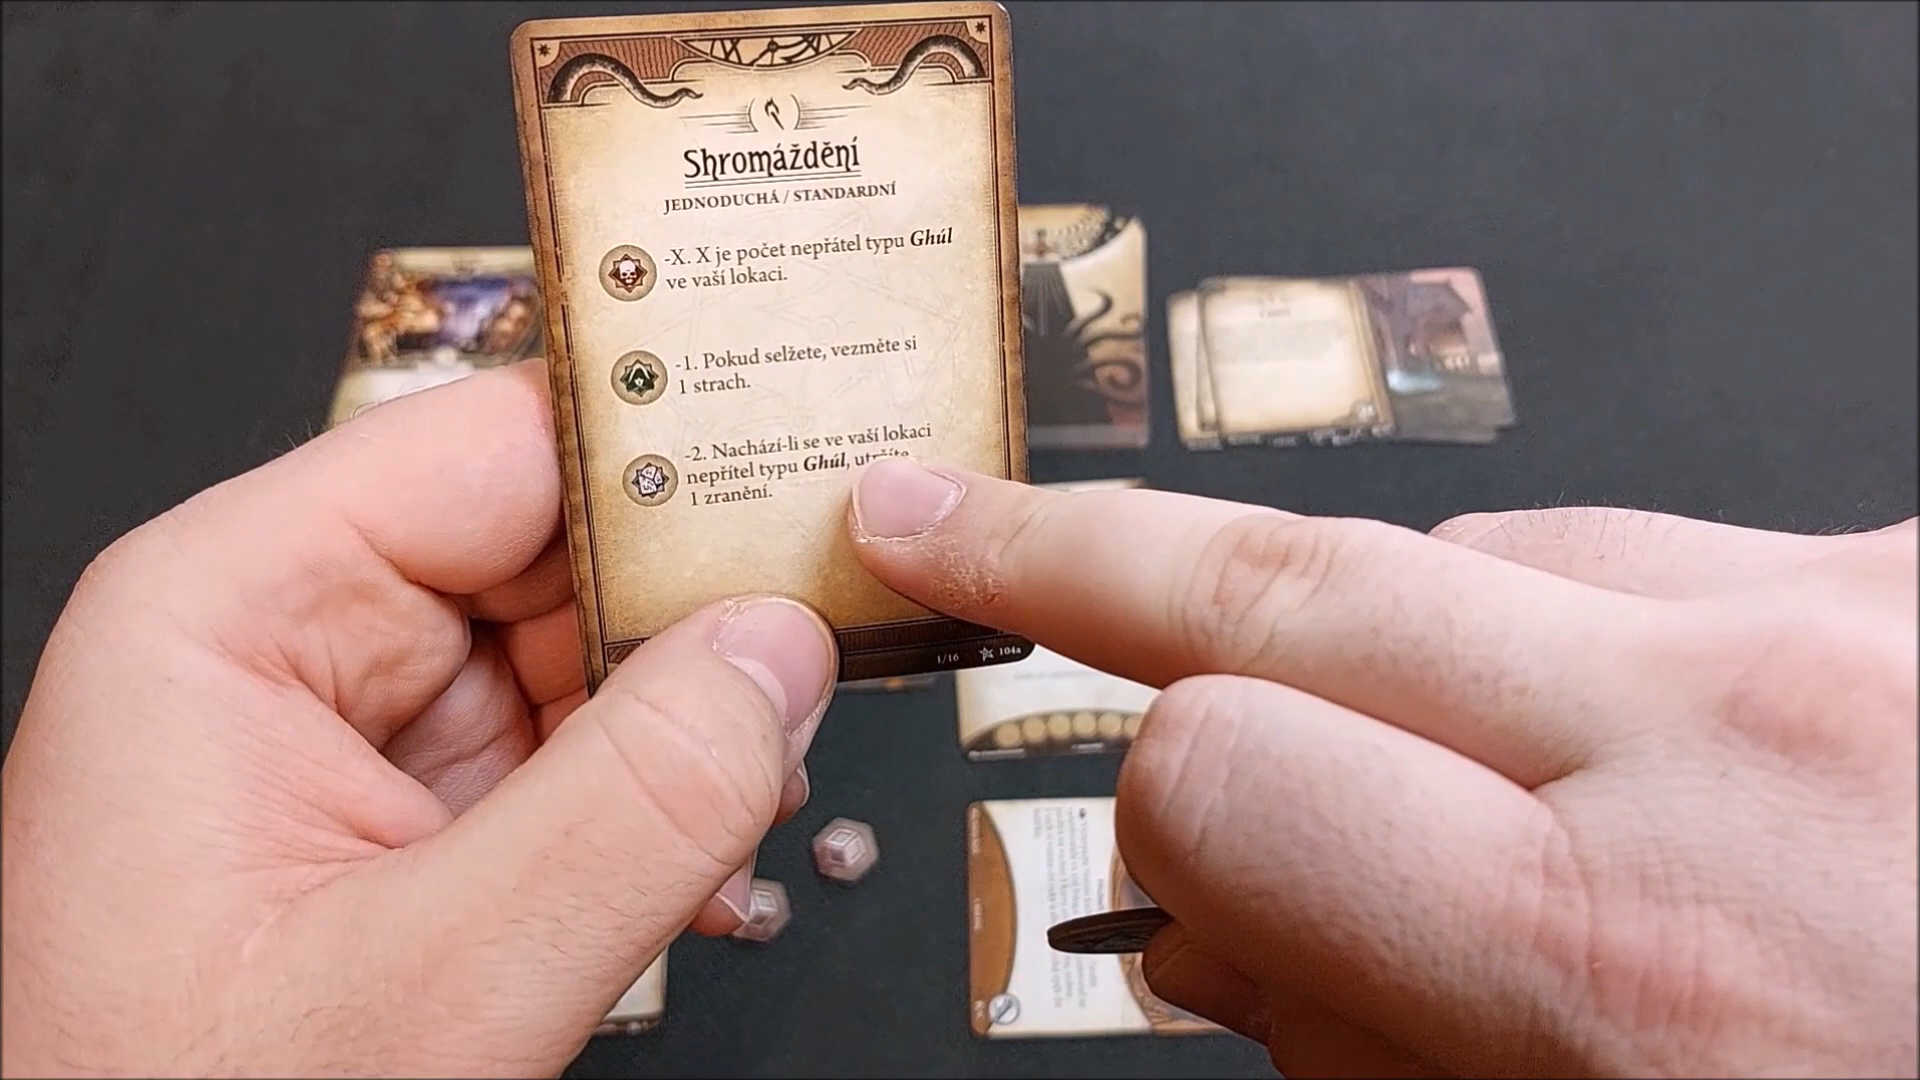 Shromáždění
JEDNODUCHÁ / STANDARDNÍ
-X. X je počet nepřátel typu Ghúl
ve vaší lokaci.
-1. Pokud selžete, vezměte si
1 strach.
-2. Nachází-li se ve vaší lokaci
nepřítel typu Ghúl, utržíte
1 zranění.
1/16 104a